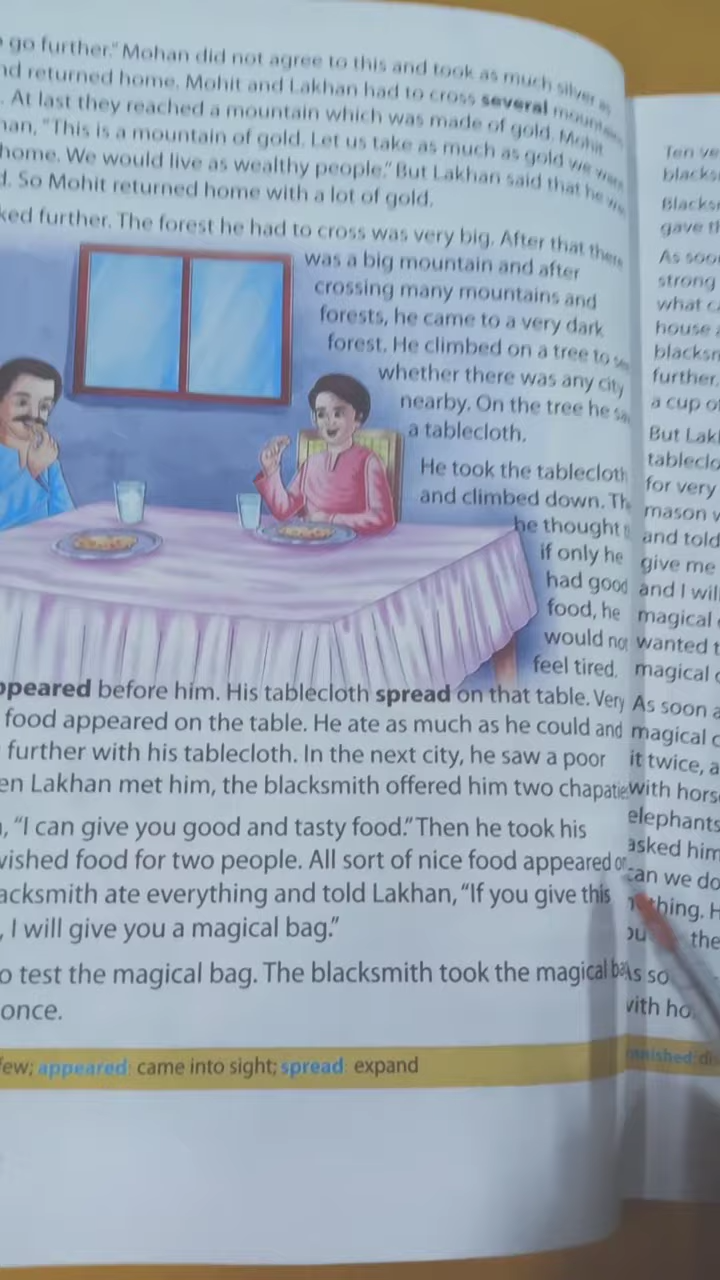 go further." Mohan did not agree to this and took as much silver as
nd returned home. Mohit and Lakhan had to cross several mountains
. At last they reached a mountain which was made of gold. Mohit
han, "This is a mountain of gold. Let us take as much as gold we
home. We would live as wealthy people." But Lakhan said that he
d. So Mohit returned home with a lot of gold.
ked further. The forest he had to cross was very big. After that there
was a big mountain and after
crossing many mountains and
forests, he came to a very dark
forest. He climbed on a tree to
whether there was any city
nearby. On the tree he
a tablecloth.
He took the tablecloth
and climbed down. Th
he thought
if only he
had good
food, he
would not
feel tired.
ppeared before him. His tablecloth spread on that table. Very
food appeared on the table. He ate as much as he could and
further with his tablecloth. In the next city, he saw a poor
en Lakhan met him, the blacksmith offered him two chapatie
, "I can give you good and tasty food." Then he took his
wished food for two people. All sort of nice food appeared or
acksmith ate everything and told Lakhan, "If you give this
, I will give you a magical bag."
o test the magical bag. The blacksmith took the magical ba
once.
few; appeared: came into sight; spread: expand
Ten ye
blacks
Blacks
gave th
As soo
strong
what c
house a
blacksm
further.
a cup o
But Lak
tableclo
for very
mason w
and told
give me
and I wil
magical
wanted t
magical c
As soon a
magical c
it twice, a
with hors
elephants
asked him
can we do
thing. H
the
As so
with ho